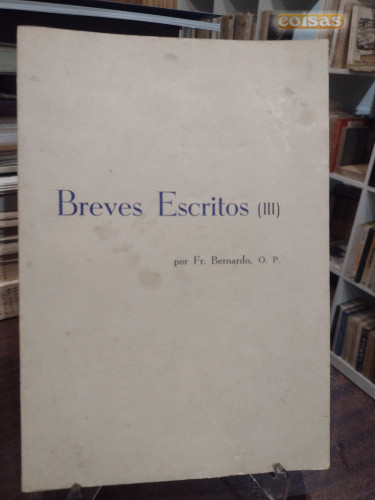 coisas
Breves Escritos (III)
por Fr. Bernardo, O. P.